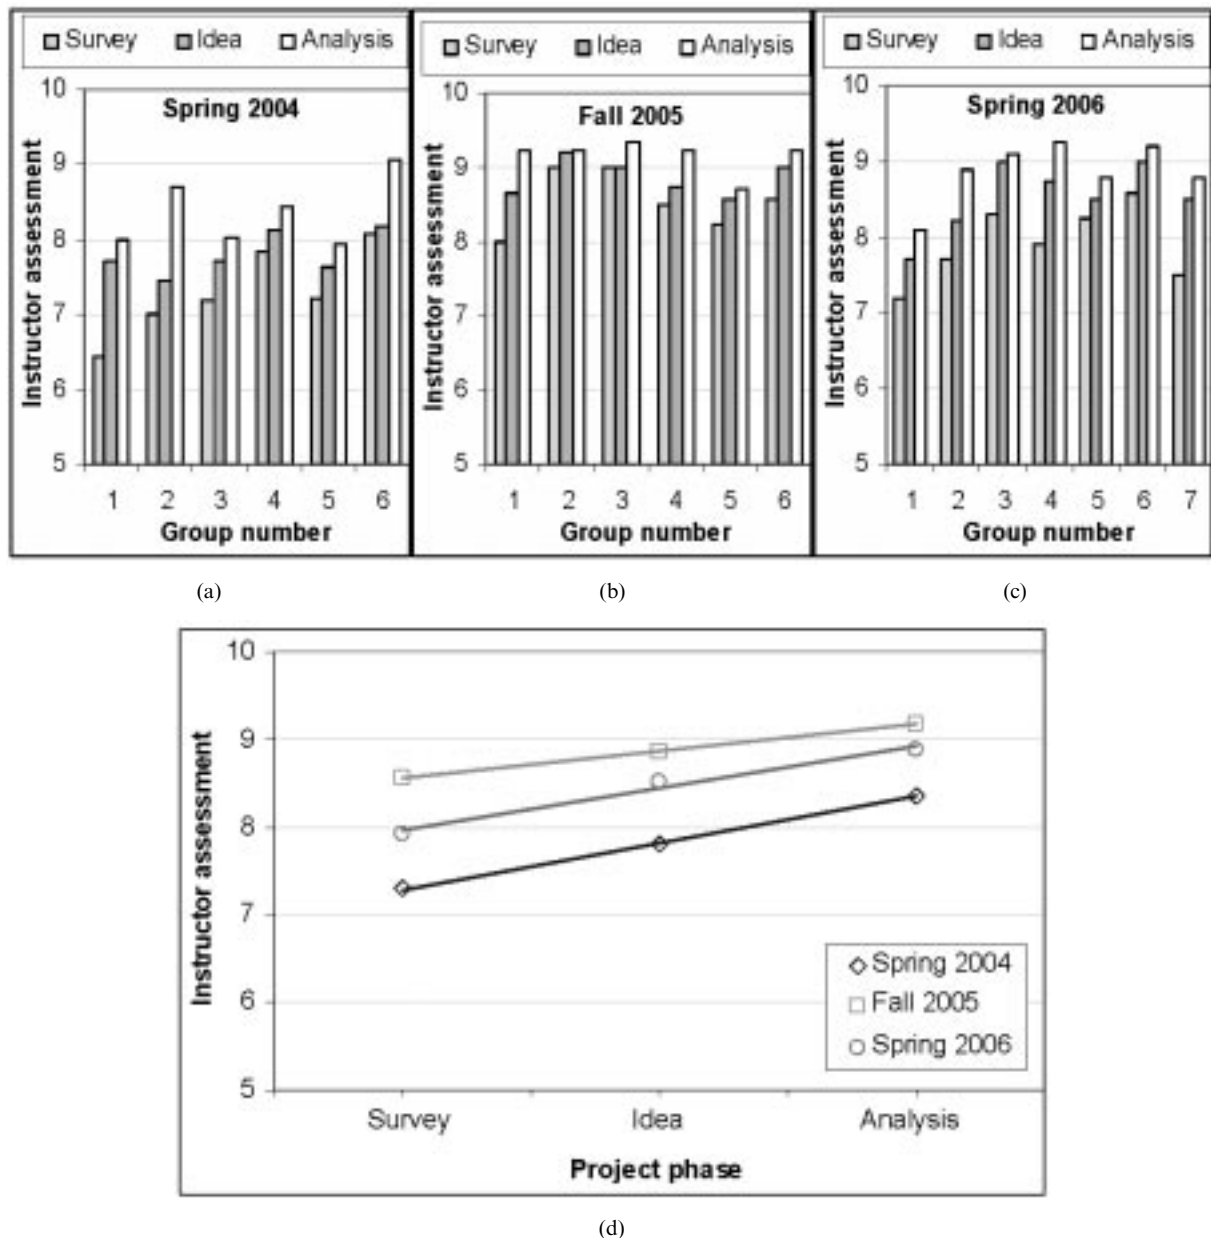 Survey Idea Analysis
Spring 2004
Instructor assessment
10
9
8
7
6
5
1 2 3 4 5 6
Group number
(a)
Survey Idea Analysis
Fall 2005
Instructor assessment
10
9
8
7
6
5
1 2 3 4 5 6
Group number
(b)
Survey Idea Analysis
Spring 2006
Instructor assessment
10
9
8
7
6
5
1 2 3 4 5 6 7
Group number
(c)
Instructor assessment
10
9
8
7
6
5
Spring 2004
Fall 2005
Spring 2006
Survey Idea Analysis
Project phase
(d)